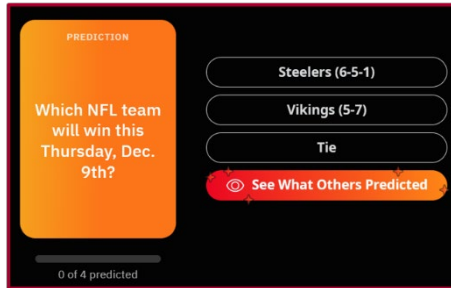 PREDICTION
Which NFL team
will win this
Thursday, Dec.
9th?
0 of 4 predicted
Steelers (6-5-1)
Vikings (5-7)
Tie
See What Others Predicted